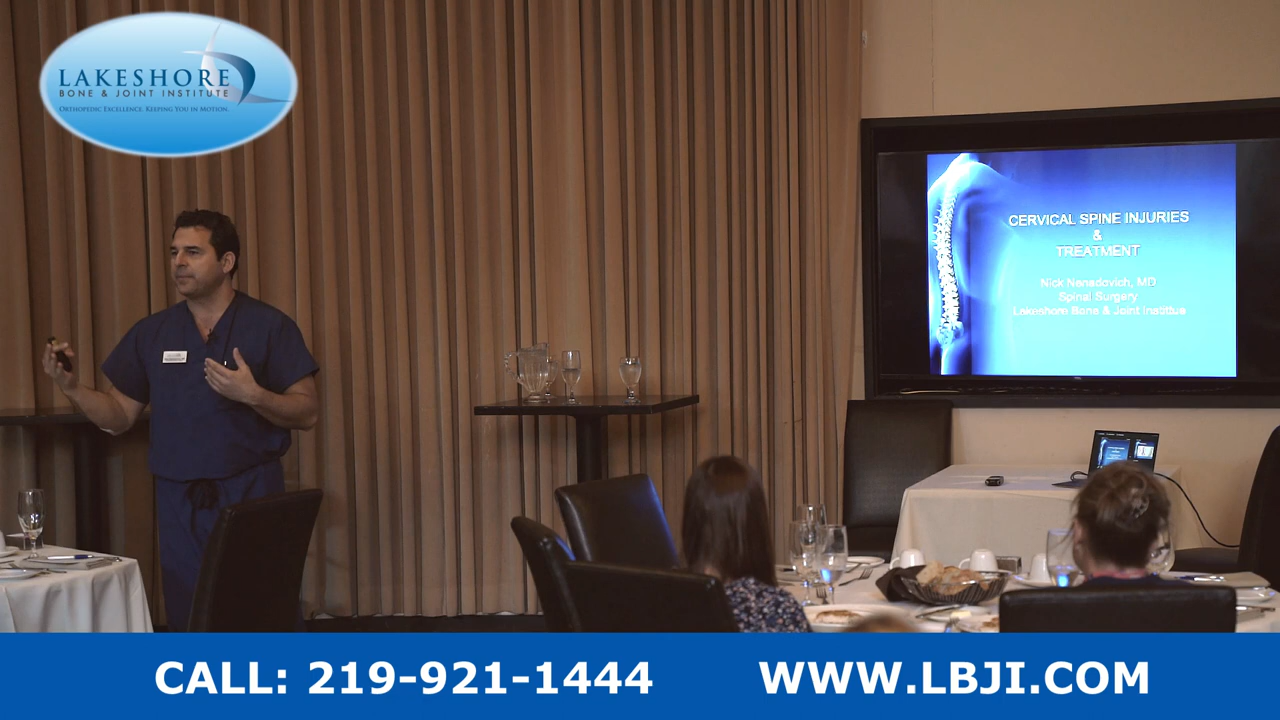 LAKESHORE
BONE & JOINT INSTITUTE
ORTHOPEDIC EXCELLENCE. KEEPING YOU IN MOTION.
CERVICAL SPINE INJURIES
&
TREATMENT
Nick Nenadovich, MD
Spinal Surgery
Lakeshore Bone & Joint Institue
CALL: 219-921-1444
WWW.LBJI.COM